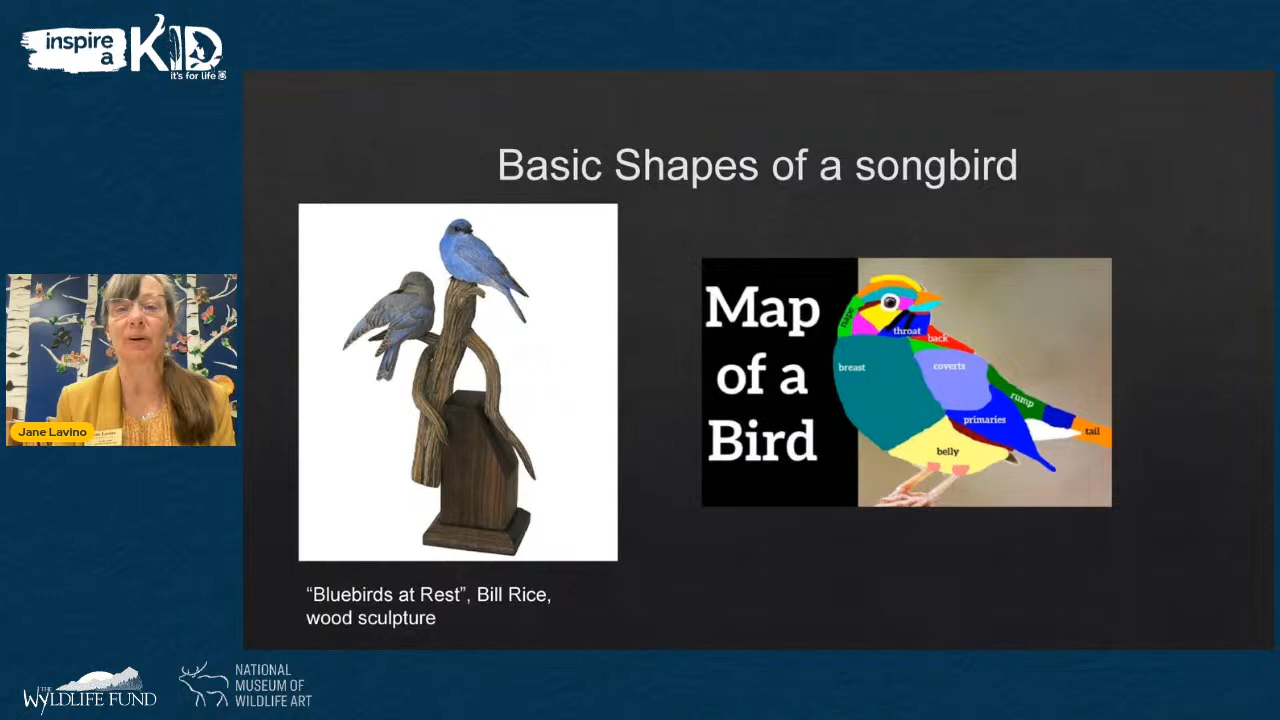 inspire
a
KID
it's for life
Basic Shapes of a songbird
Map
of a
Bird
nape
throat
back
breast
coverts
rump
primaries
tail
belly
Jane Lavino
"Bluebirds at Rest", Bill Rice,
wood sculpture
THE
WYLDLIFE FUND
NATIONAL
MUSEUM OF
WILDLIFE ART